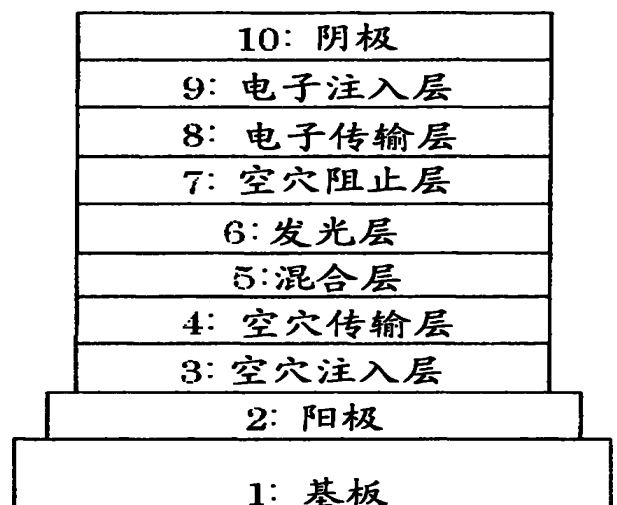 10: 阴极
9: 电子注入层
8: 电子传输层
7: 空穴阻止层
6: 发光层
5:混合层
4: 空穴传输层
3: 空穴注入层
2: 阳极
1: 基板